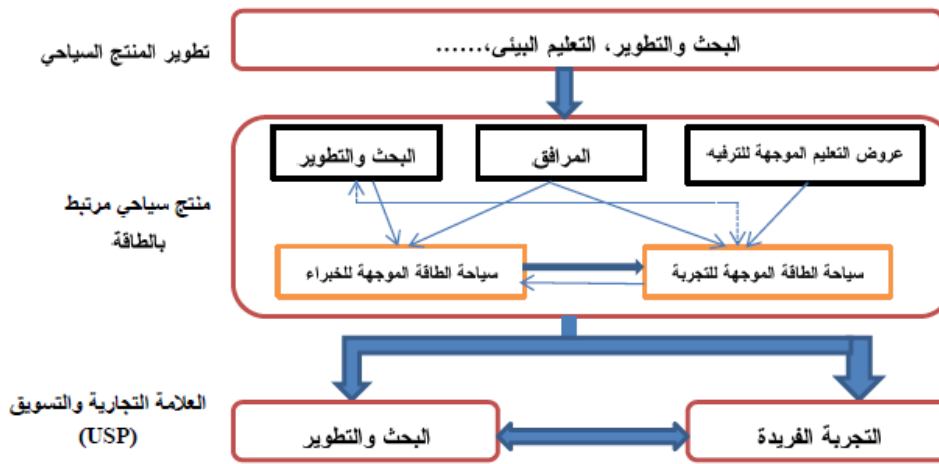 تطوير المنتج السياحي
البحث والتطوير، التعليم البيئى،.......
عروض التعليم الموجهة للترفيه
المرافق
البحث والتطوير
منتج سياحي مرتبط
بالطاقة
سياحة الطاقة الموجهة للتجربة
سياحة الطاقة الموجهة للخبراء
العلامة التجارية والتسويق
(USP)
التجربة الفريدة
البحث والتطوير